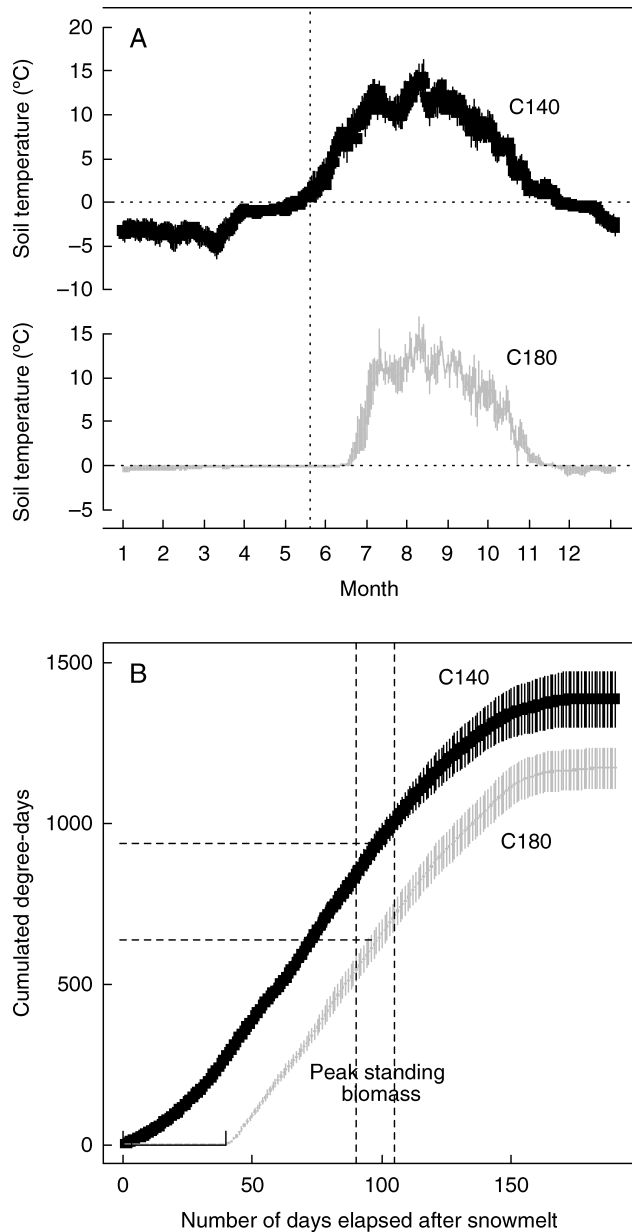 A
Soil temperature (°C)
20
15
10
5
0
−5
−10
C140
Soil temperature (°C)
15
10
5
0
−5
C180
1 2 3 4 5 6 7 8 9 10 11 12
Month
B
Cumulated degree-days
1500
1000
500
0
C140
C180
Peak standing
biomass
0 50 100 150
Number of days elapsed after snowmelt